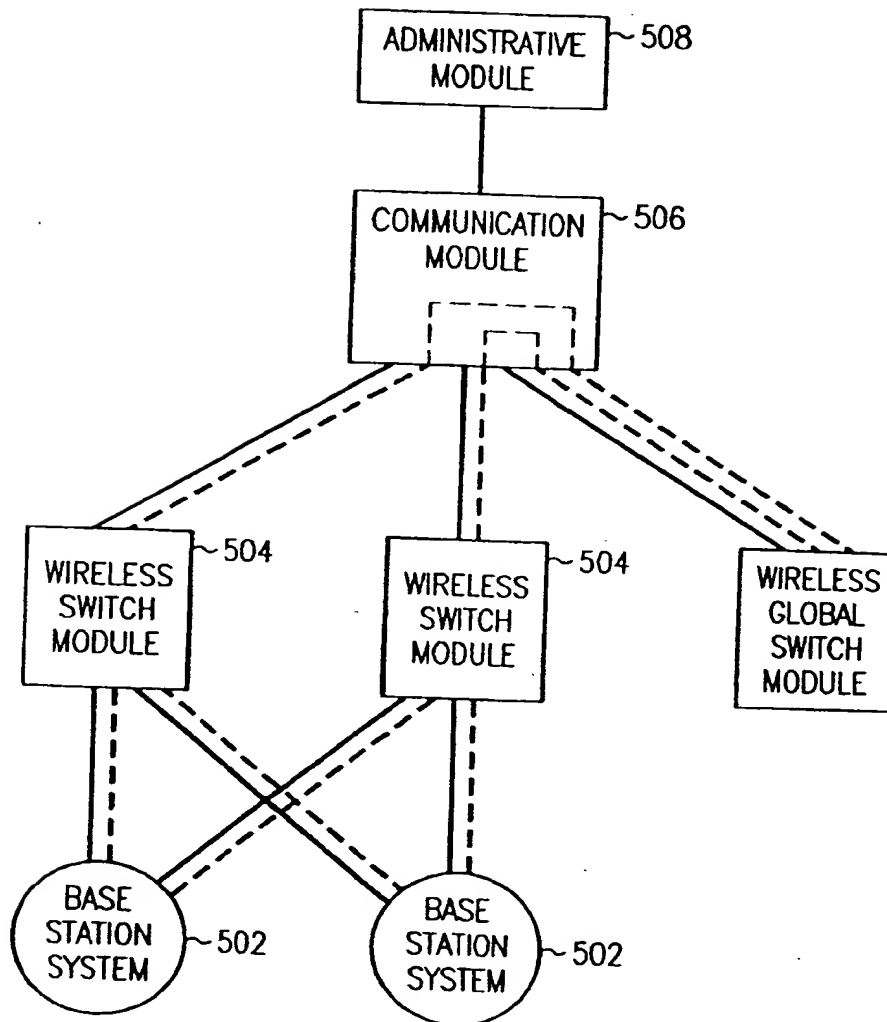 ADMINISTRATIVE
MODULE
508
COMMUNICATION
MODULE
506
WIRELESS
SWITCH
MODULE
504
WIRELESS
SWITCH
MODULE
504
WIRELESS
GLOBAL
SWITCH
MODULE
BASE
STATION
SYSTEM
502
BASE
STATION
SYSTEM
502